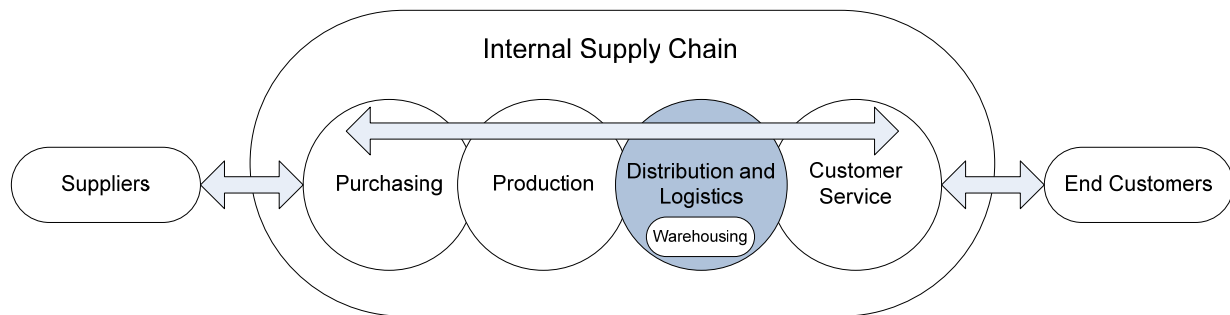 Internal Supply Chain
Suppliers
Purchasing
Production
Distribution and
Logistics
Warehousing
Customer
Service
End Customers